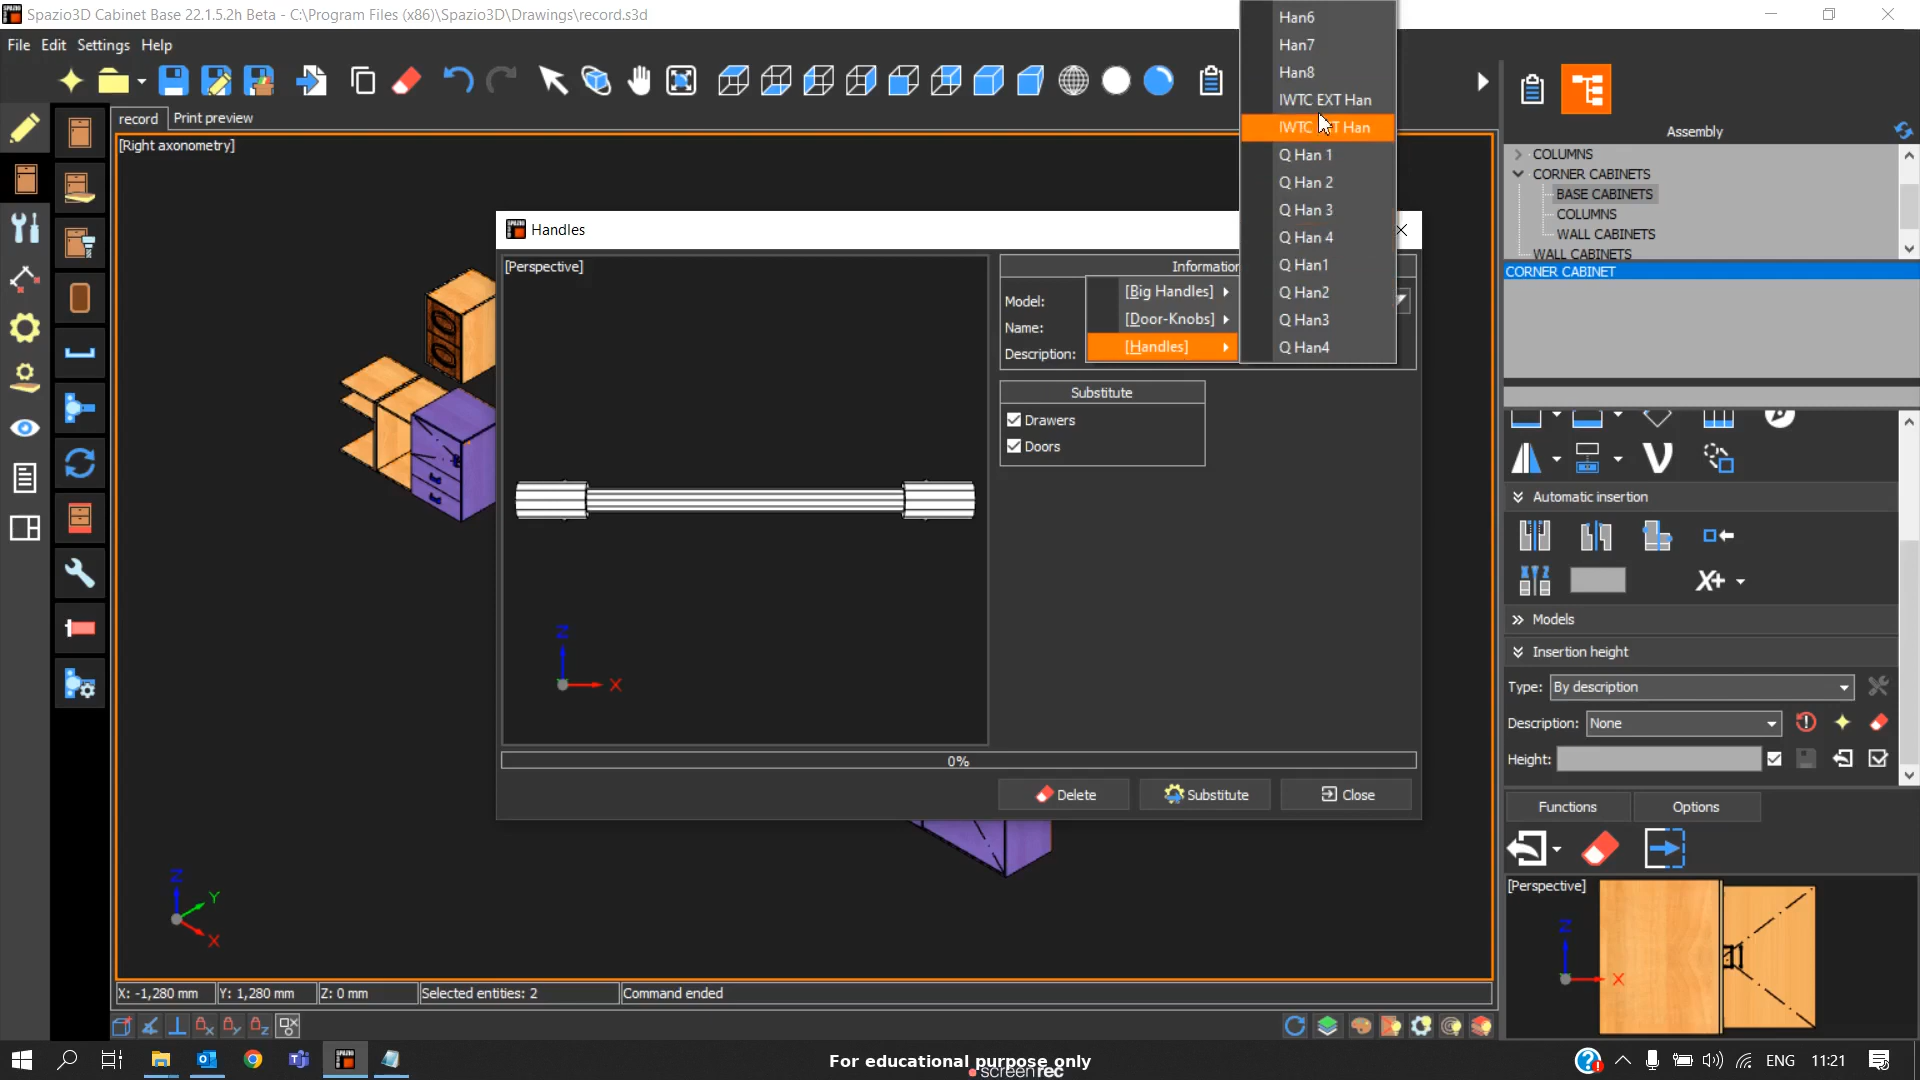 Spazio3D Cabinet Base 22.1.5.2h Beta - C:\Program Files (x86)\Spazio3D\Drawings\record.s3d
File Edit Settings Help
record
Print preview
[Right axonometry]
Handles
[Perspective]
Z
X
Information
Model:
Name:
Description:
[Big Handles]
[Door-Knobs]
[Handles]
Han6
Han7
Han8
IWTC EXT Han
IWTC T Han
Q Han 1
Q Han 2
Q Han 3
Q Han 4
Q Han1
Q Han2
Q Han3
Q Han4
Substitute
Drawers
Doors
0%
Delete
Substitute
Close
Z
Y
X
X: -1,280 mm
Y: 1,280 mm
Z: 0 mm
Selected entities: 2
Command ended
Assembly
COLUMNS
CORNER CABINETS
BASE CABINETS
COLUMNS
WALL CABINETS
WALL CABINETS
CORNER CABINET
Automatic insertion
X Y Z
X+
Models
Insertion height
Type: By description
Description: None
Height:
Functions
Options
[Perspective]
Z
X
For educational purpose only
screenrec
ENG
11:21